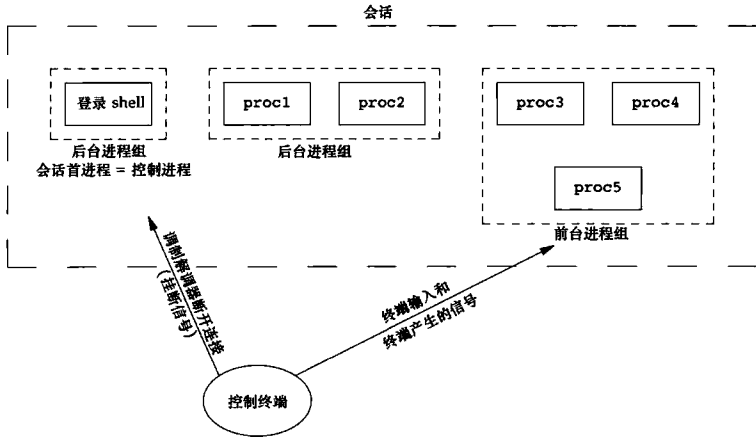 会话
登录 shell
proc1
proc2
proc3
proc4
proc5
后台进程组
会话首进程 = 控制进程
后台进程组
前台进程组
调制解调器断开连接
(挂断信号)
终端输入和
终端产生的信号
控制终端